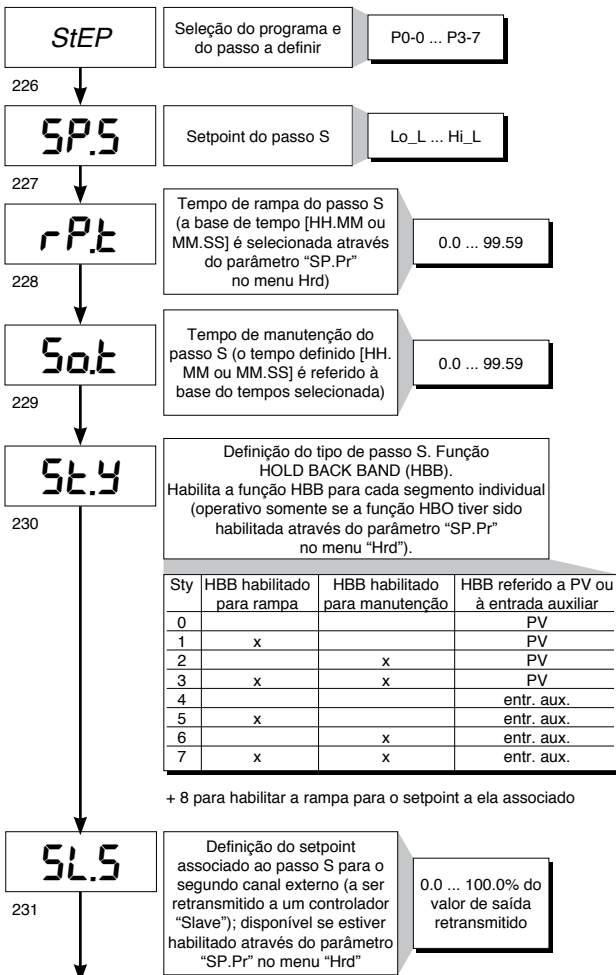 StEP
Seleção do programa e
do passo a definir
P0-0 ... P3-7
226
SP.S
Setpoint do passo S
Lo_L ... Hi_L
227
rP.t
Tempo de rampa do passo S
(a base de tempo [HH.MM ou
MM.SS] é selecionada através
do parâmetro “SP.Pr”
no menu Hrd)
0.0 ... 99.59
228
So.t
Tempo de manutenção do
passo S (o tempo definido [HH.
MM ou MM.SS] é referido à
base do tempos selecionada)
0.0 ... 99.59
229
St.Y
Definição do tipo de passo S. Função
HOLD BACK BAND (HBB).
Habilita a função HBB para cada segmento individual
(operativo somente se a função HBO tiver sido
habilitada através do parâmetro “SP.Pr”
no menu “Hrd”).
230
Sty HBB habilitado HBB habilitado HBB referido a PV ou
para rampa para manutenção à entrada auxiliar
0 PV
1 x PV
2 x PV
3 x x PV
4 entr. aux.
5 x entr. aux.
6 x entr. aux.
7 x x entr. aux.
+ 8 para habilitar a rampa para o setpoint a ela associado
SL.S
Definição do setpoint
associado ao passo S para o
segundo canal externo (a ser
retransmitido a um controlador
“Slave”); disponível se estiver
habilitado através do parâmetro
“SP.Pr” no menu “Hrd”
0.0 ... 100.0% do
valor de saída
retransmitido
231